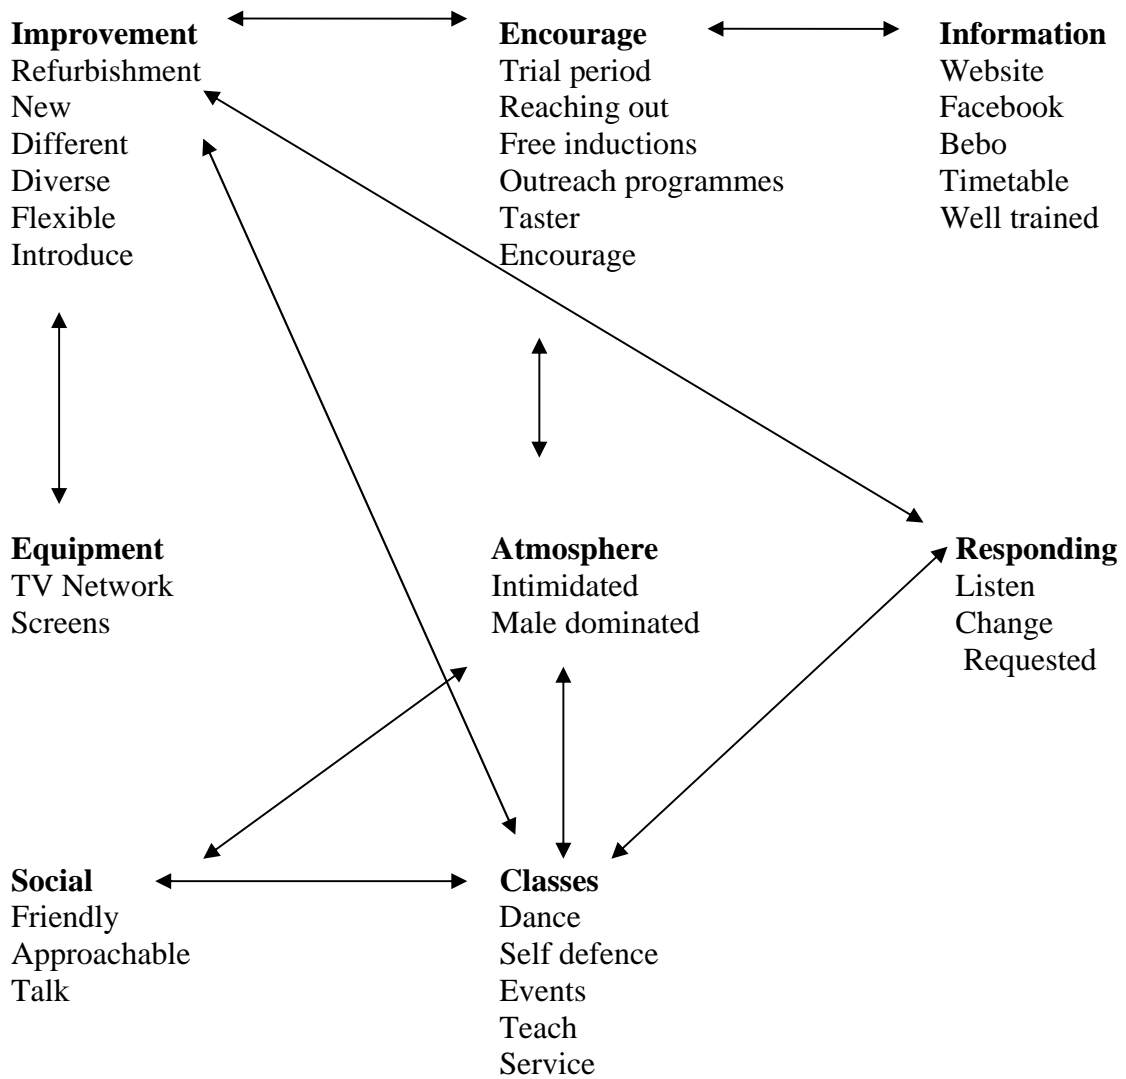 Improvement
Refurbishment
New
Different
Diverse
Flexible
Introduce
Encourage
Trial period
Reaching out
Free inductions
Outreach programmes
Taster
Encourage
Information
Website
Facebook
Bebo
Timetable
Well trained
Equipment
TV Network
Screens
Atmosphere
Intimidated
Male dominated
Responding
Listen
Change
Requested
Social
Friendly
Approachable
Talk
Classes
Dance
Self defence
Events
Teach
Service